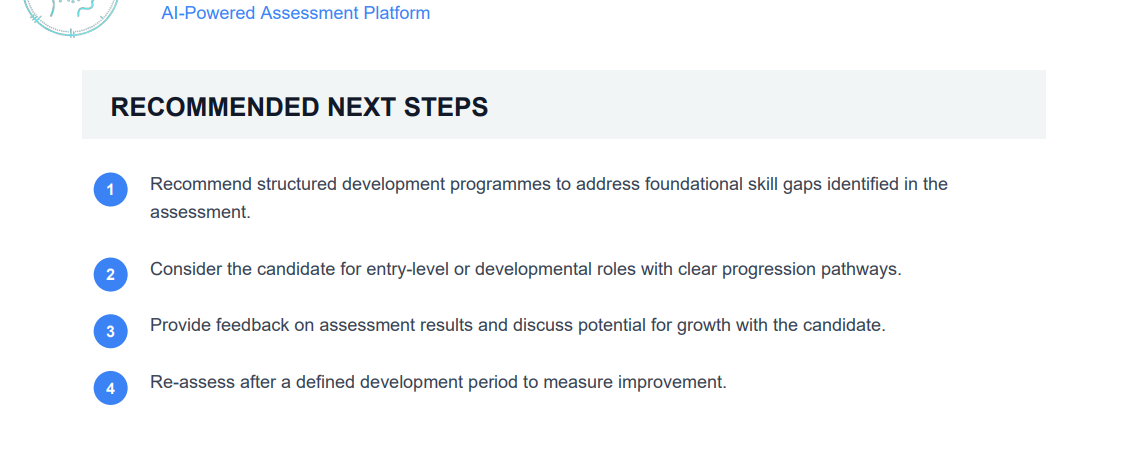 AI-Powered Assessment Platform
RECOMMENDED NEXT STEPS
1 Recommend structured development programmes to address foundational skill gaps identified in the
assessment.
2 Consider the candidate for entry-level or developmental roles with clear progression pathways.
3 Provide feedback on assessment results and discuss potential for growth with the candidate.
4 Re-assess after a defined development period to measure improvement.